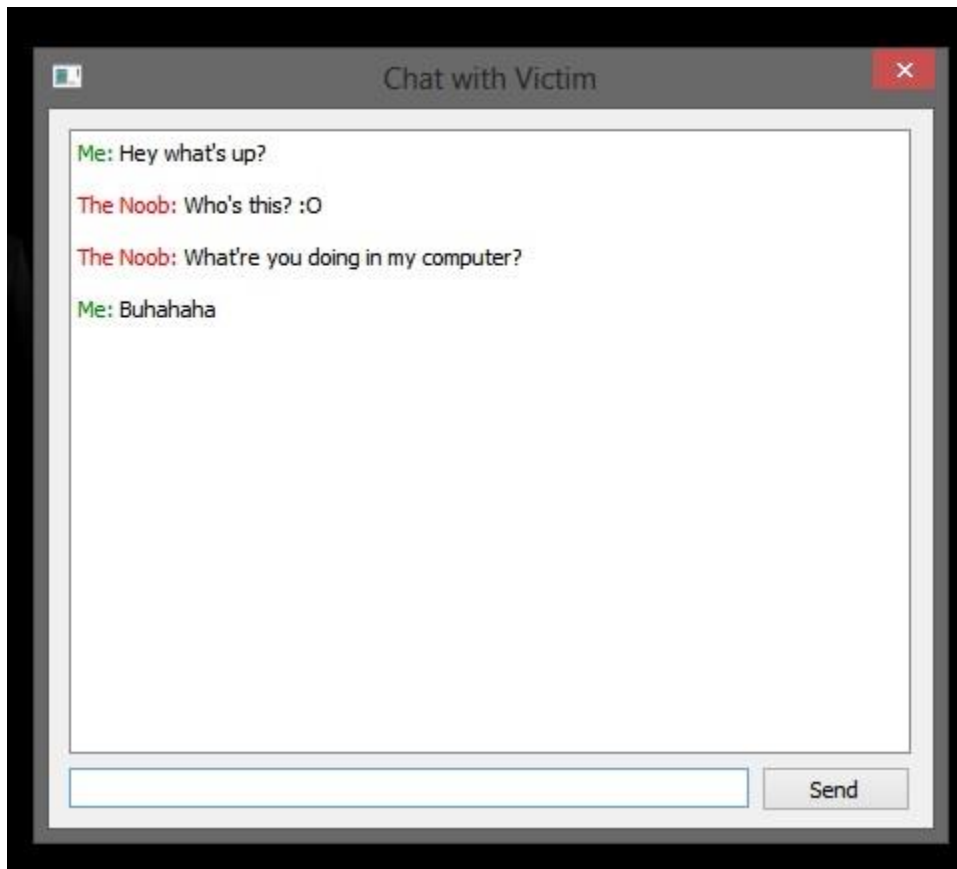 Chat with Victim
Me: Hey what's up?
The Noob: Who's this? :O
The Noob: What're you doing in my computer?
Me: Buhahaha
Send